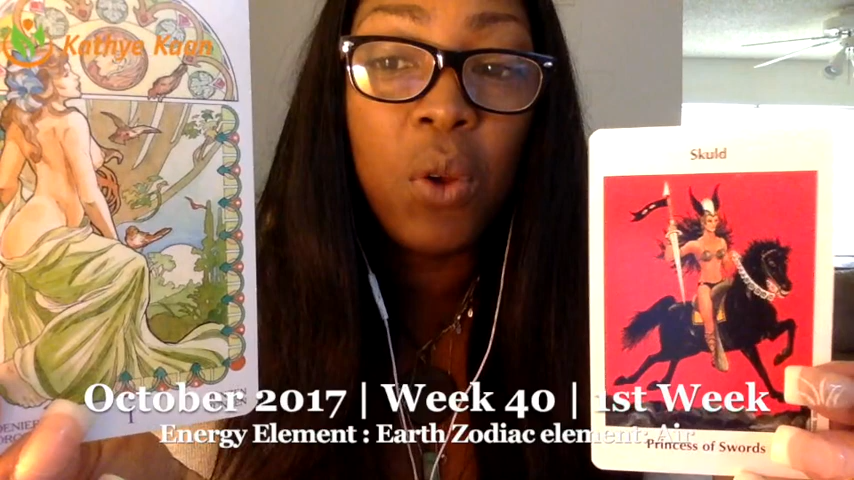 Kathye Kaan
Skuld
October 2017 | Week 40 | 1st Week
Energy Element : Earth Zodiac element: Air
Princess of Swords